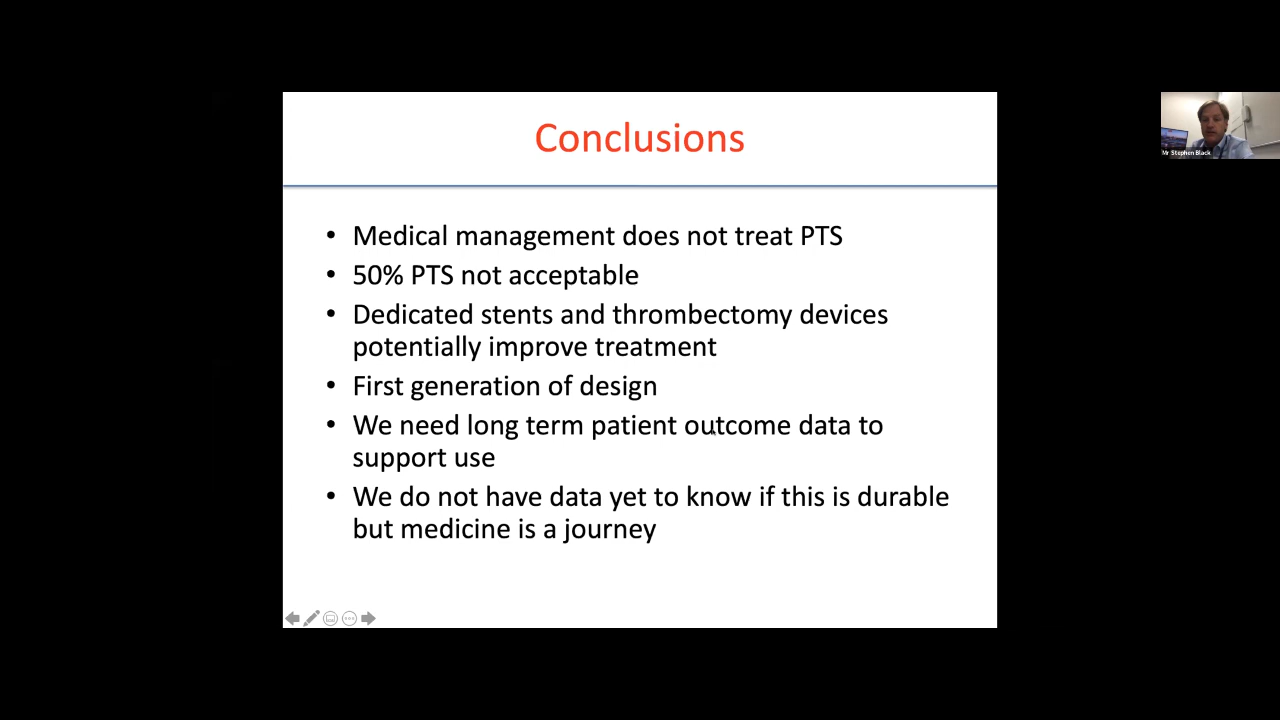 Conclusions
Mr Stephen Black
• Medical management does not treat PTS
• 50% PTS not acceptable
• Dedicated stents and thrombectomy devices
potentially improve treatment
• First generation of design
• We need long term patient outcome data to
support use
• We do not have data yet to know if this is durable
but medicine is a journey